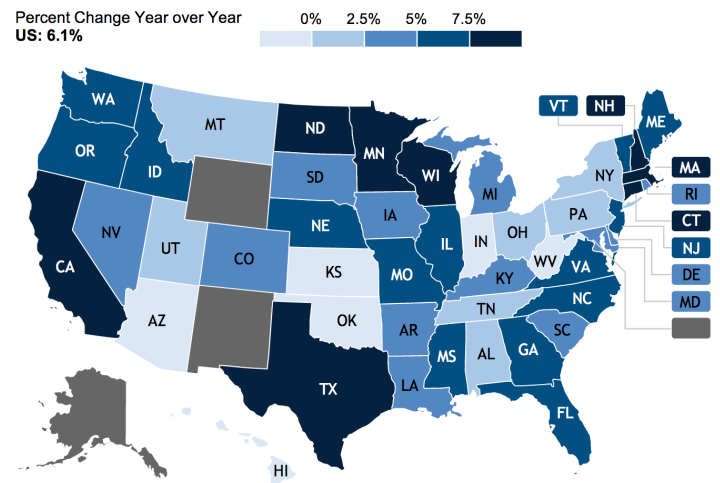 Percent Change Year over Year
US: 6.1%
0% 2.5% 5% 7.5%
WA
MT
ND
MN
VT NH
ME
OR
ID
SD
WI
MI
NY
MA
RI
CT
NJ
DE
MD
NV
UT
CO
NE
IA
IL
IN
OH
PA
WV
VA
KY
NC
CA
AZ
KS
MO
OK
AR
TN
SC
MS
AL
GA
LA
TX
FL
HI